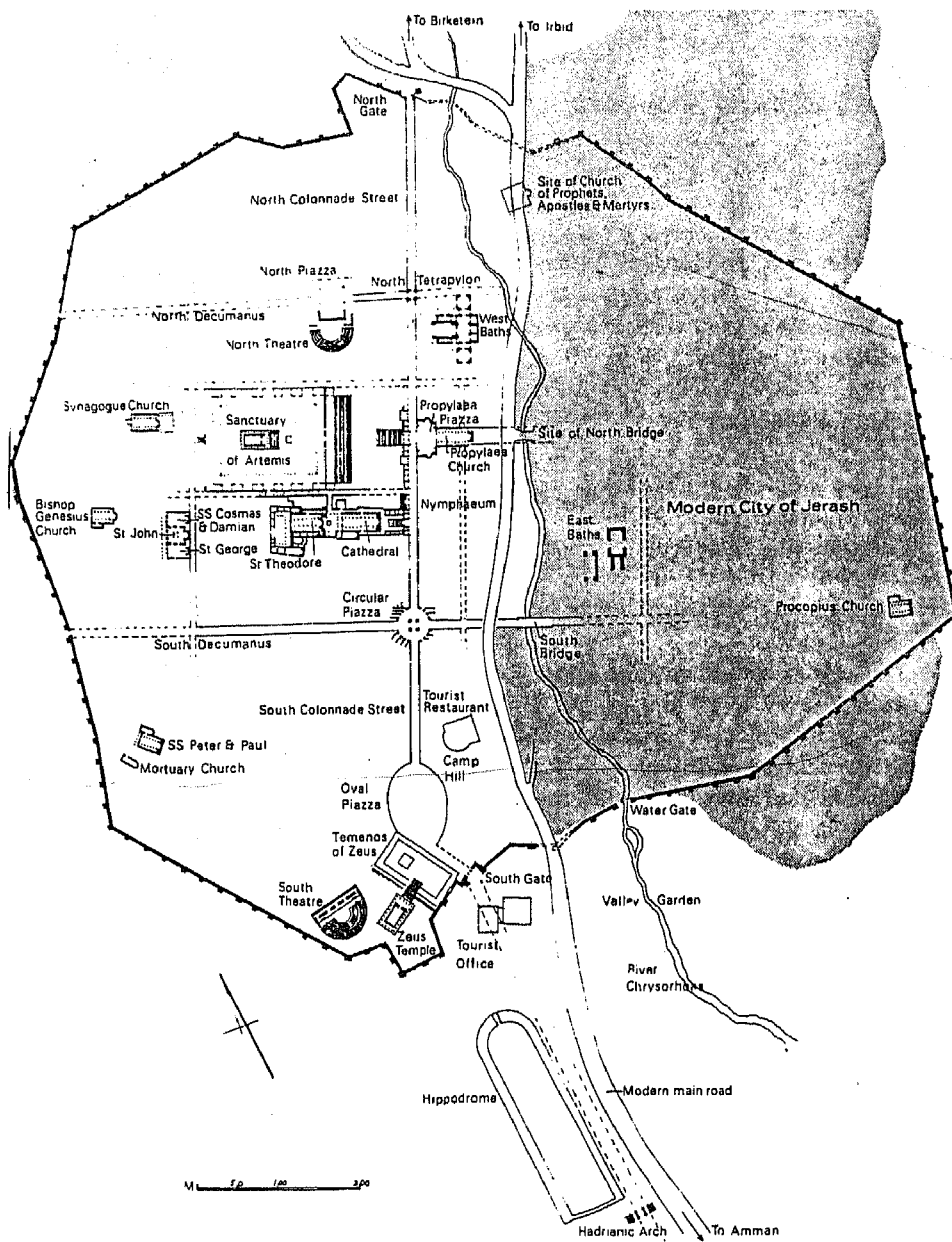 To Birketein
To Irbid
North
Gate
Site of Church
of Prophets,
Apostles & Martyrs
North Colonnade Street
North Piazza
North Tetrapylon
North Decumanus
West
Baths
North Theatre
Synagogue Church
Propylaea
Piazza
Sanctuary
of Artemis
Site of North Bridge
Propylaea
Church
Bishop
Genesius
Church
SS Cosmas
& Damian
Nymphaeum
Modern City of Jerash
St John
St George
East
Baths
St Theodore
Cathedral
Circular
Piazza
Procopius Church
South Decumanus
South
Bridge
South Colonnade Street
Tourist
Restaurant
SS Peter & Paul
Mortuary Church
Camp
Hill
Oval
Piazza
Water Gate
Temenos
of Zeus
South Gate
South
Theatre
Valley Garden
Zeus
Temple
Tourist
Office
River
Chrysorhoas
Hippodrome
Modern main road
M 50 100 200
Hadrianic Arch
To Amman